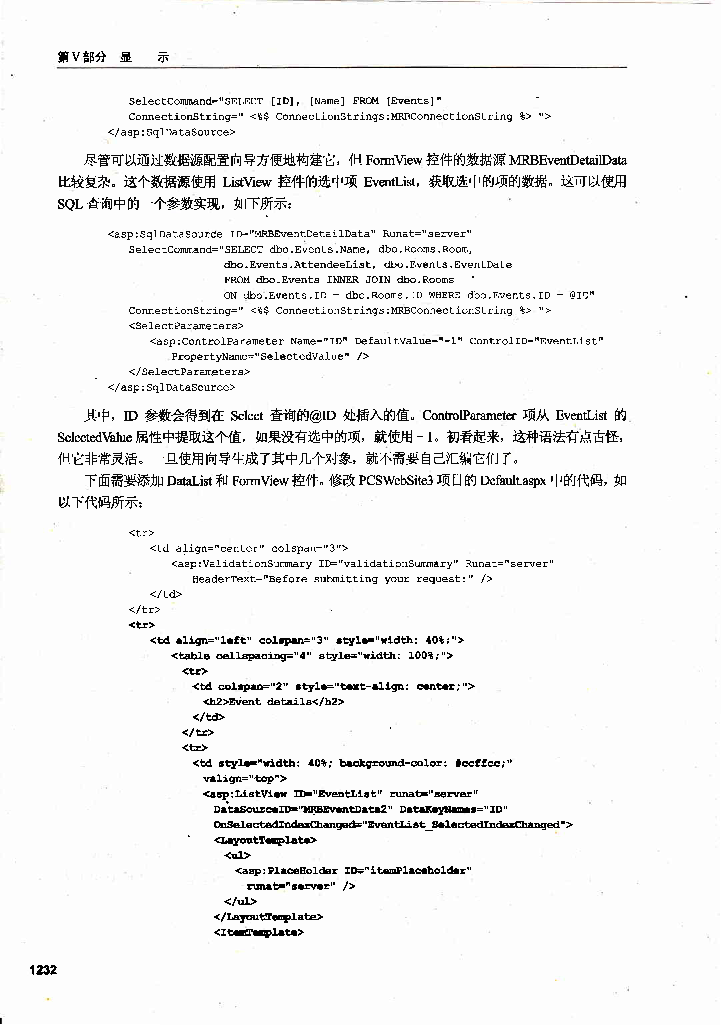 第 V 部分 显 示
SelectCommand="SELECT [ID], [Name] FROM [Events]"
ConnectionString=" <%$ ConnectionStrings:MRBConnectionString %> ">
</asp:SqlDataSource>
尽管可以通过数据源配置向导方便地构建它，但 FormView 控件的数据源 MRBEventDetailData
比较复杂。这个数据源使用 ListView 控件的选中项 EventList，获取选中的项的数据。这可以使用
SQL 查询中的一个参数实现，如下所示：
<asp:SqlDataSource ID="MRBEventDetailData" Runat="server"
SelectCommand="SELECT dbo.Events.Name, dbo.Rooms.Room,
dbo.Events.AttendeeList, dbo.Events.EventDate
FROM dbo.Events INNER JOIN dbo.Rooms
ON dbo.Events.ID = dbo.Rooms.ID WHERE dbo.Events.ID = @ID"
ConnectionString=" <%$ ConnectionStrings:MRBConnectionString %> ">
<SelectParameters>
<asp:ControlParameter Name="ID" DefaultValue="-1" ControlID="EventList"
PropertyName="SelectedValue" />
</SelectParameters>
</asp:SqlDataSource>
其中，ID 参数会得到在 Select 查询的@ID 处插入的值。ControlParameter 项从 EventList 的
SelectedValue 属性中提取这个值，如果没有选中的项，就使用－1。初看起来，这种语法有点古怪，
但它非常灵活。一旦使用向导生成了其中几个对象，就不需要自己汇编它们了。
下面需要添加 DataList 和 FormView 控件。修改 PCSWebSite3 项目的 Default.aspx 中的代码，如
以下代码所示：
<tr>
<td align="center" colspan="3">
<asp:ValidationSummary ID="validationSummary" Runat="server"
HeaderText="Before submitting your request:" />
</td>
</tr>
<tr>
<td align="left" colspan="3" style="width: 40%;">
<table cellspacing="4" style="width: 100%;">
<tr>
<td colspan="2" style="text-align: center;">
<h2>Event details</h2>
</td>
</tr>
<tr>
<td style="width: 40%; background-color: #ccffcc;"
valign="top">
<asp:ListView ID="EventList" runat="server"
DataSourceID="MRBEventData2" DataKeyNames="ID"
OnSelectedIndexChanged="EventList_SelectedIndexChanged">
<LayoutTemplate>
<ul>
<asp:PlaceHolder ID="itemPlaceholder"
runat="server" />
</ul>
</LayoutTemplate>
<ItemTemplate>
1232